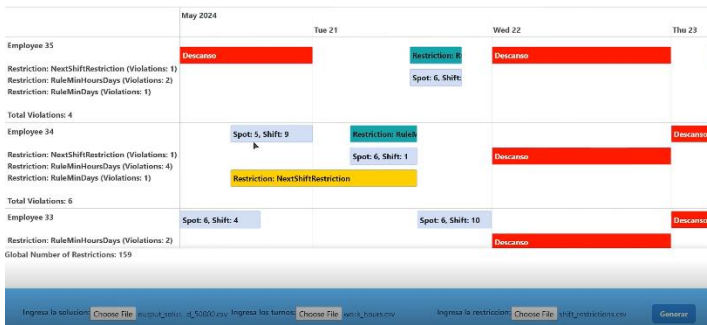 May 2024
Tue 21 Wed 22 Thu 23
Employee 35
Descanso Restriction: R Descanso
Restriction: NextShiftRestriction (Violations: 1)
Restriction: RuleMinHoursDays (Violations: 2) Spot: 6, Shift:
Restriction: RuleMinDays (Violations: 1)
Total Violations: 4
Employee 34
Spot: 5, Shift: 9 Restriction: RuleM Descanso
Restriction: NextShiftRestriction (Violations: 1) Spot: 6, Shift: 1 Descanso
Restriction: RuleMinHoursDays (Violations: 4)
Restriction: RuleMinDays (Violations: 1) Restriction: NextShiftRestriction
Total Violations: 6
Employee 33
Spot: 6, Shift: 4 Spot: 6, Shift: 10 Descanso
Restriction: RuleMinHoursDays (Violations: 2) Descanso
Global Number of Restrictions: 159
Ingresa la solucion: Choose File Ingresa los turnos: Choose File work_hours.csv Ingresa la restriccion: Choose File shift_restrictions.csv Generar